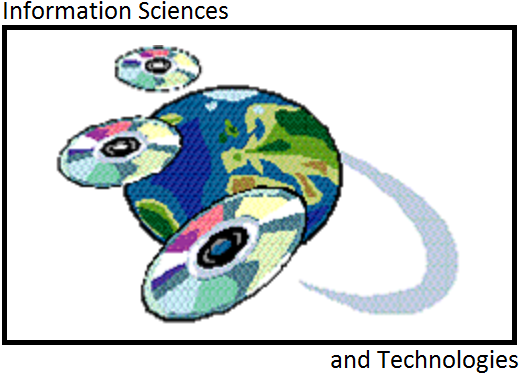 Information Sciences
and Technologies